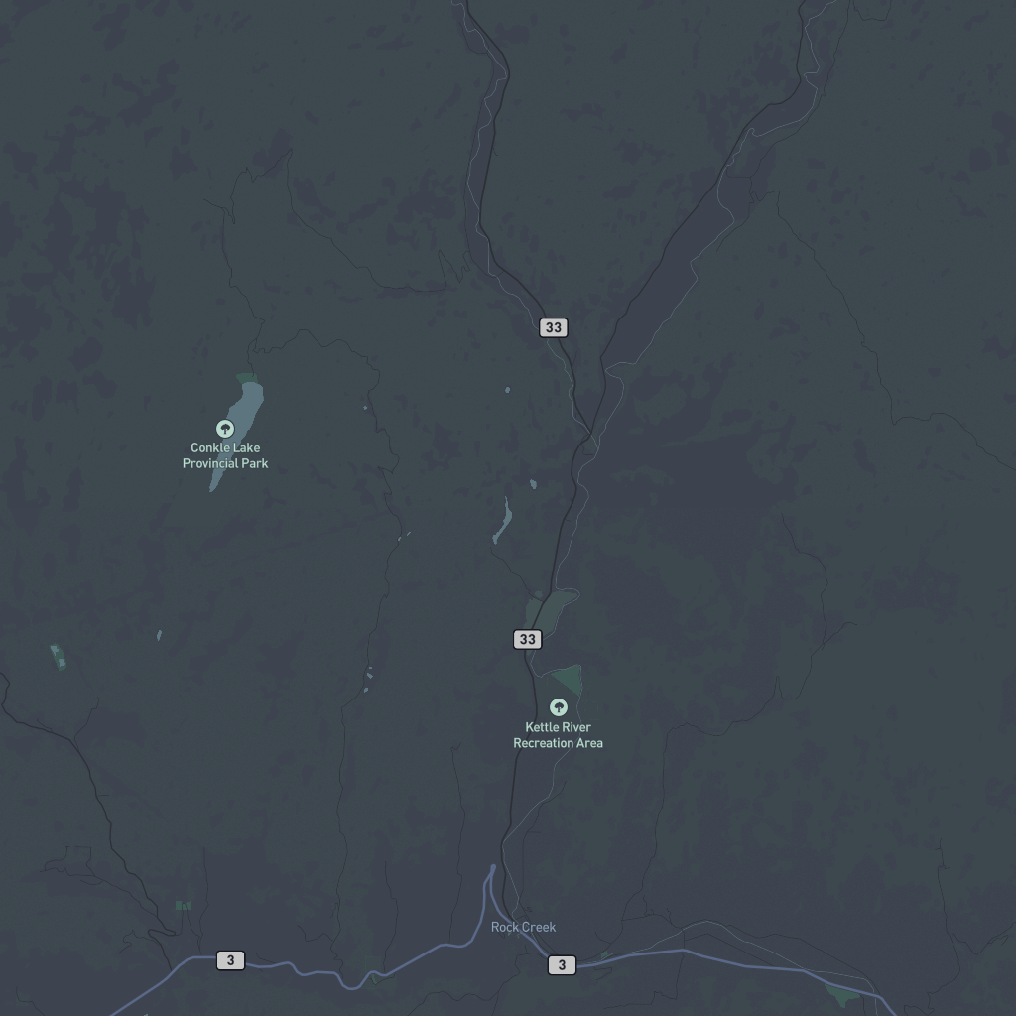 33
Conkle Lake
Provincial Park
33
Kettle River
Recreation Area
Rock Creek
3
3